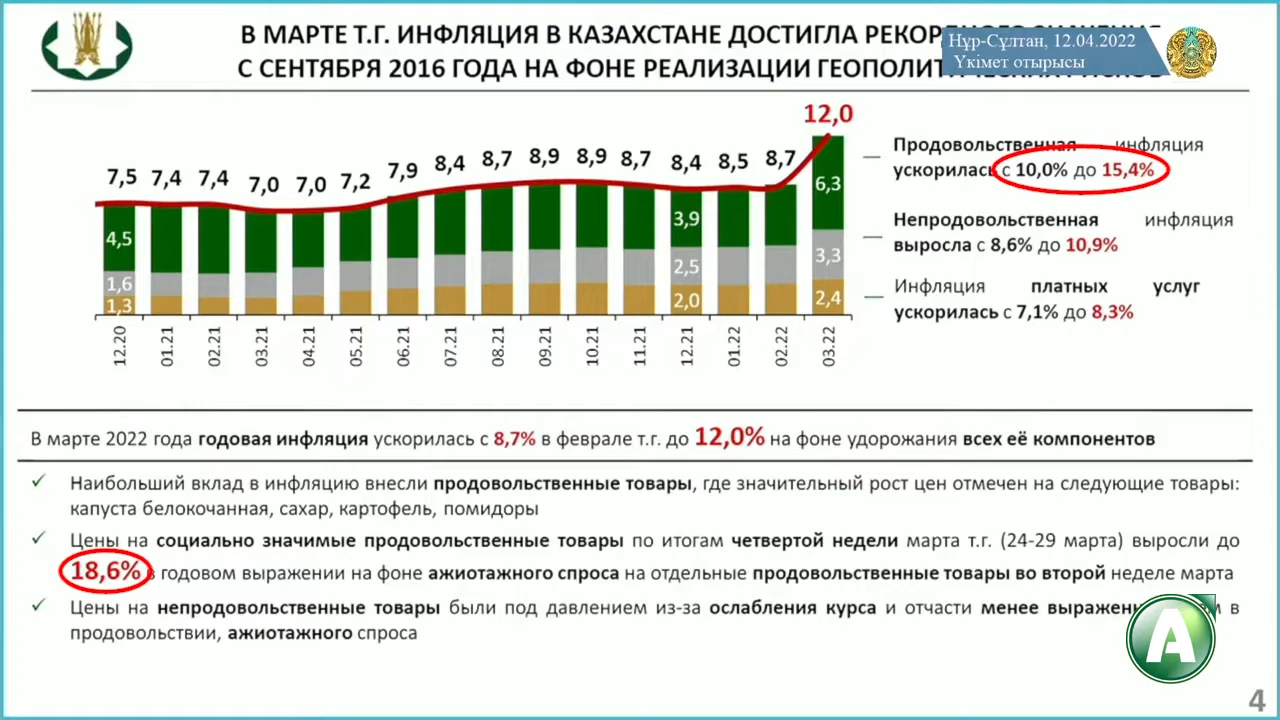 В МАРТЕ Т.Г. ИНФЛЯЦИЯ В КАЗАХСТАНЕ ДОСТИГЛА
Нұр-Сұлтан, 12.04.2022
Үкімет отырысы
С СЕНТЯБРЯ 2016 ГОДА НА ФОНЕ РЕАЛИЗАЦИИ
12,0
7,5 7,4 7,4 7,0 7,0 7,2 7,9 8,4 8,7 8,9 8,9 8,7 8,4 8,5 8,7
4,5 3,9 6,3
1,6 2,5 3,3
1,3 2,0 2,4
12.20 01.21 02.21 03.21 04.21 05.21 06.21 07.21 08.21 09.21 10.21 11.21 12.21 01.22 02.22 03.22
Продовольственная инфляция
ускорилась с 10,0% до 15,4%
Непродовольственная инфляция
выросла с 8,6% до 10,9%
Инфляция платных услуг
ускорилась с 7,1% до 8,3%
В марте 2022 года годовая инфляция ускорилась с 8,7% в феврале т.г. до 12,0% на фоне удорожания всех её компонентов
✓ Наибольший вклад в инфляцию внесли продовольственные товары, где значительный рост цен отмечен на следующие товары:
капуста белокочанная, сахар, картофель, помидоры
✓ Цены на социально значимые продовольственные товары по итогам четвертой недели марта т.г. (24-29 марта) выросли до
18,6% в годовом выражении на фоне ажиотажного спроса на отдельные продовольственные товары во второй неделе марта
✓ Цены на непродовольственные товары были под давлением из-за ослабления курса и отчасти менее в
продовольствии, ажиотажного спроса
A
4